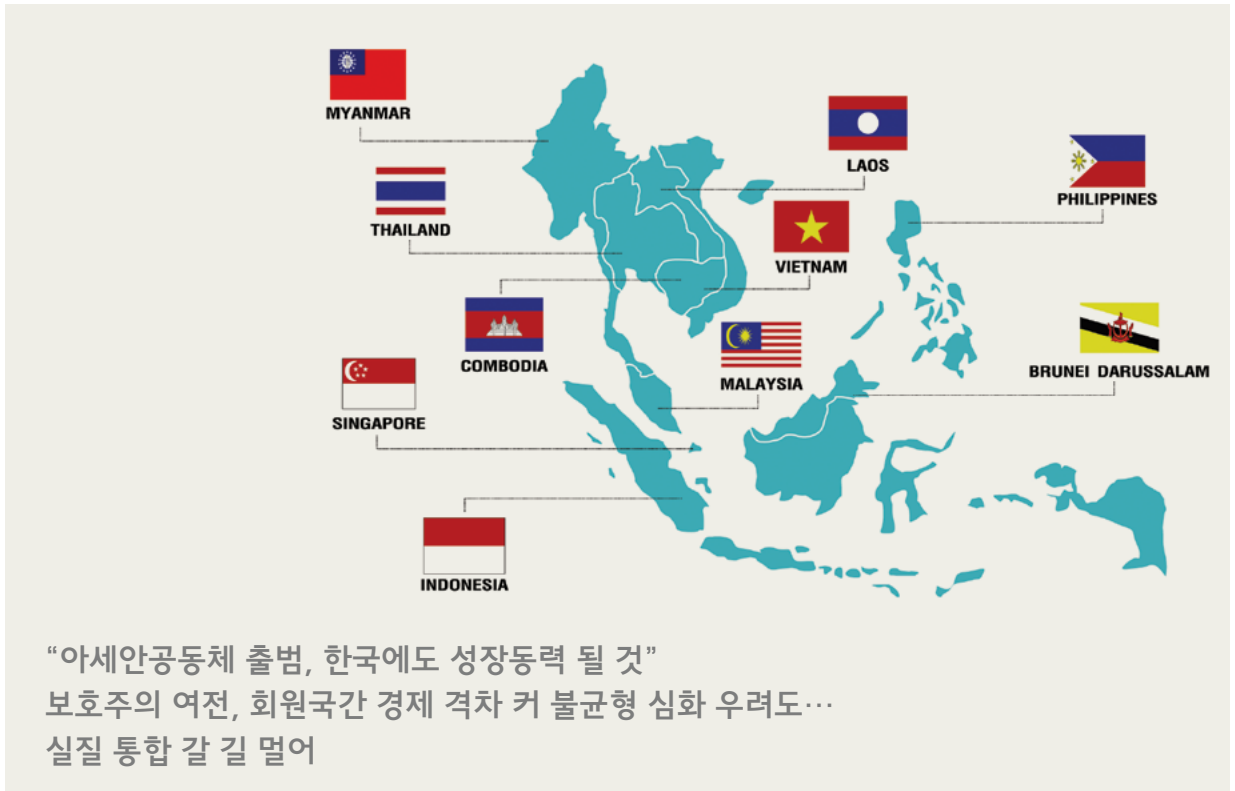 MYANMAR
LAOS
PHILIPPINES
THAILAND
VIETNAM
COMBODIA
MALAYSIA
BRUNEI DARUSSALAM
SINGAPORE
INDONESIA
“아세안공동체 출범, 한국에도 성장동력 될 것”
보호주의 여전, 회원국간 경제 격차 커 불균형 심화 우려도…
실질 통합 갈 길 멀어